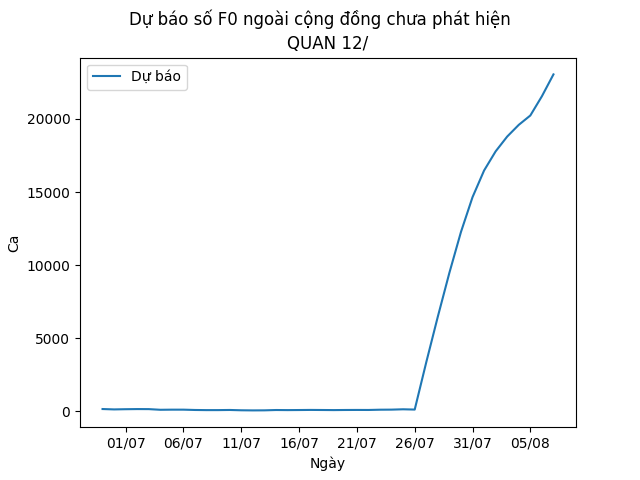 Dự báo số F0 ngoài cộng đồng chưa phát hiện
QUAN 12/
Dự báo
20000
15000
10000
5000
0
Ca
01/07 06/07 11/07 16/07 21/07 26/07 31/07 05/08
Ngày